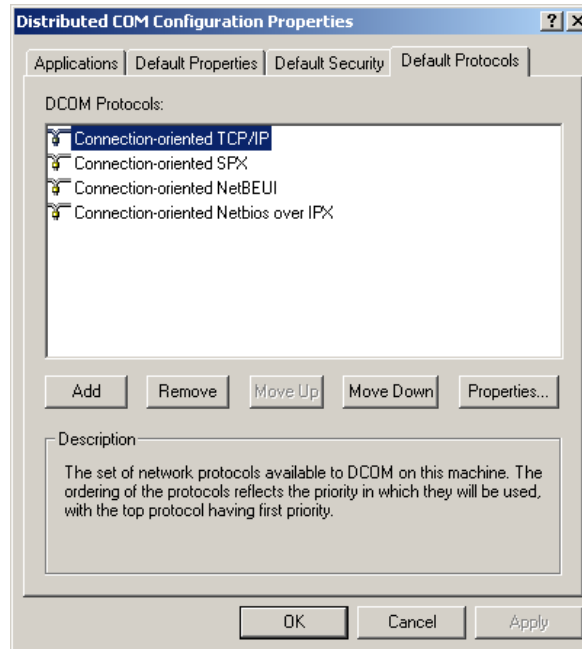 Distributed COM Configuration Properties
Applications Default Properties Default Security Default Protocols
DCOM Protocols:
Connection-oriented TCP/IP
Connection-oriented SPX
Connection-oriented NetBEUI
Connection-oriented Netbios over IPX
Add Remove Move Up Move Down Properties...
Description
The set of network protocols available to DCOM on this machine. The
ordering of the protocols reflects the priority in which they will be used,
with the top protocol having first priority.
OK Cancel Apply